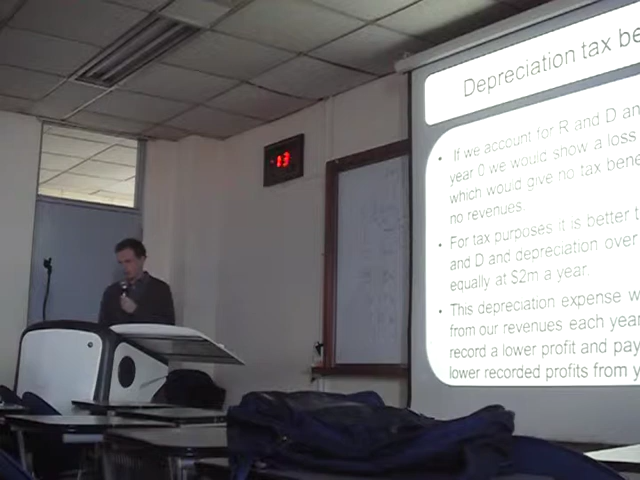 13
Depreciation tax be
• If we account for R and D an
year 0 we would show a loss
which would give no tax bene
no revenues
• For tax purposes it is better t
and D and depreciation over
equally at $2m a year.
• This depreciation expense w
from our revenues each year
record a lower profit and pay
lower recorded profits from y